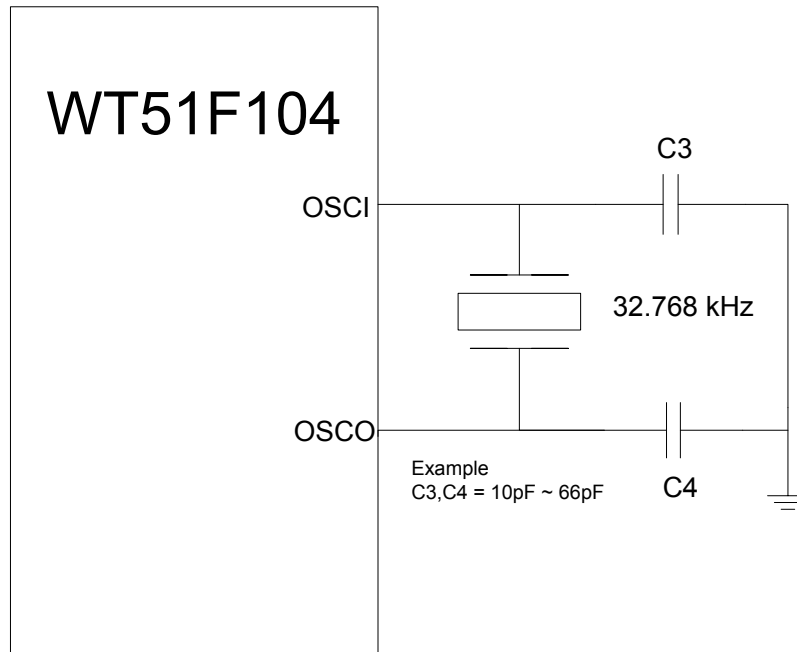 WT51F104
C3
OSCI
32.768 kHz
OSCO
Example
C3,C4 = 10pF ~ 66pF
C4